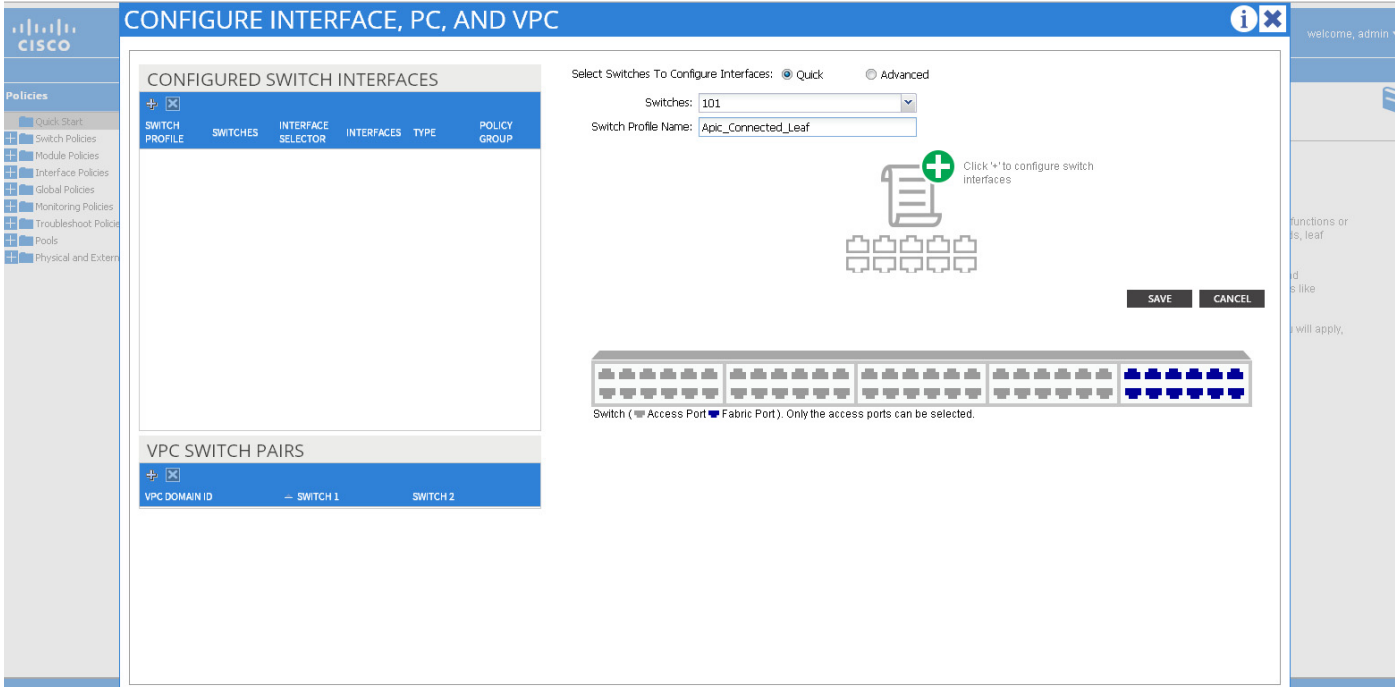 CONFIGURE INTERFACE, PC, AND VPC
i
CISCO
welcome, admin
Policies
Quick Start
Switch Policies
Module Policies
Interface Policies
Global Policies
Monitoring Policies
Troubleshoot Policie
Pools
Physical and Extern
CONFIGURED SWITCH INTERFACES
SWITCH PROFILE
SWITCHES
INTERFACE SELECTOR
INTERFACES
TYPE
POLICY GROUP
VPC SWITCH PAIRS
VPC DOMAIN ID
SWITCH 1
SWITCH 2
Select Switches To Configure Interfaces: Quick Advanced
Switches: 101
Switch Profile Name: Apic_Connected_Leaf
Click '+' to configure switch
interfaces
SAVE CANCEL
Switch ( Access Port Fabric Port ). Only the access ports can be selected.
functions or
s, leaf
s like
will apply,